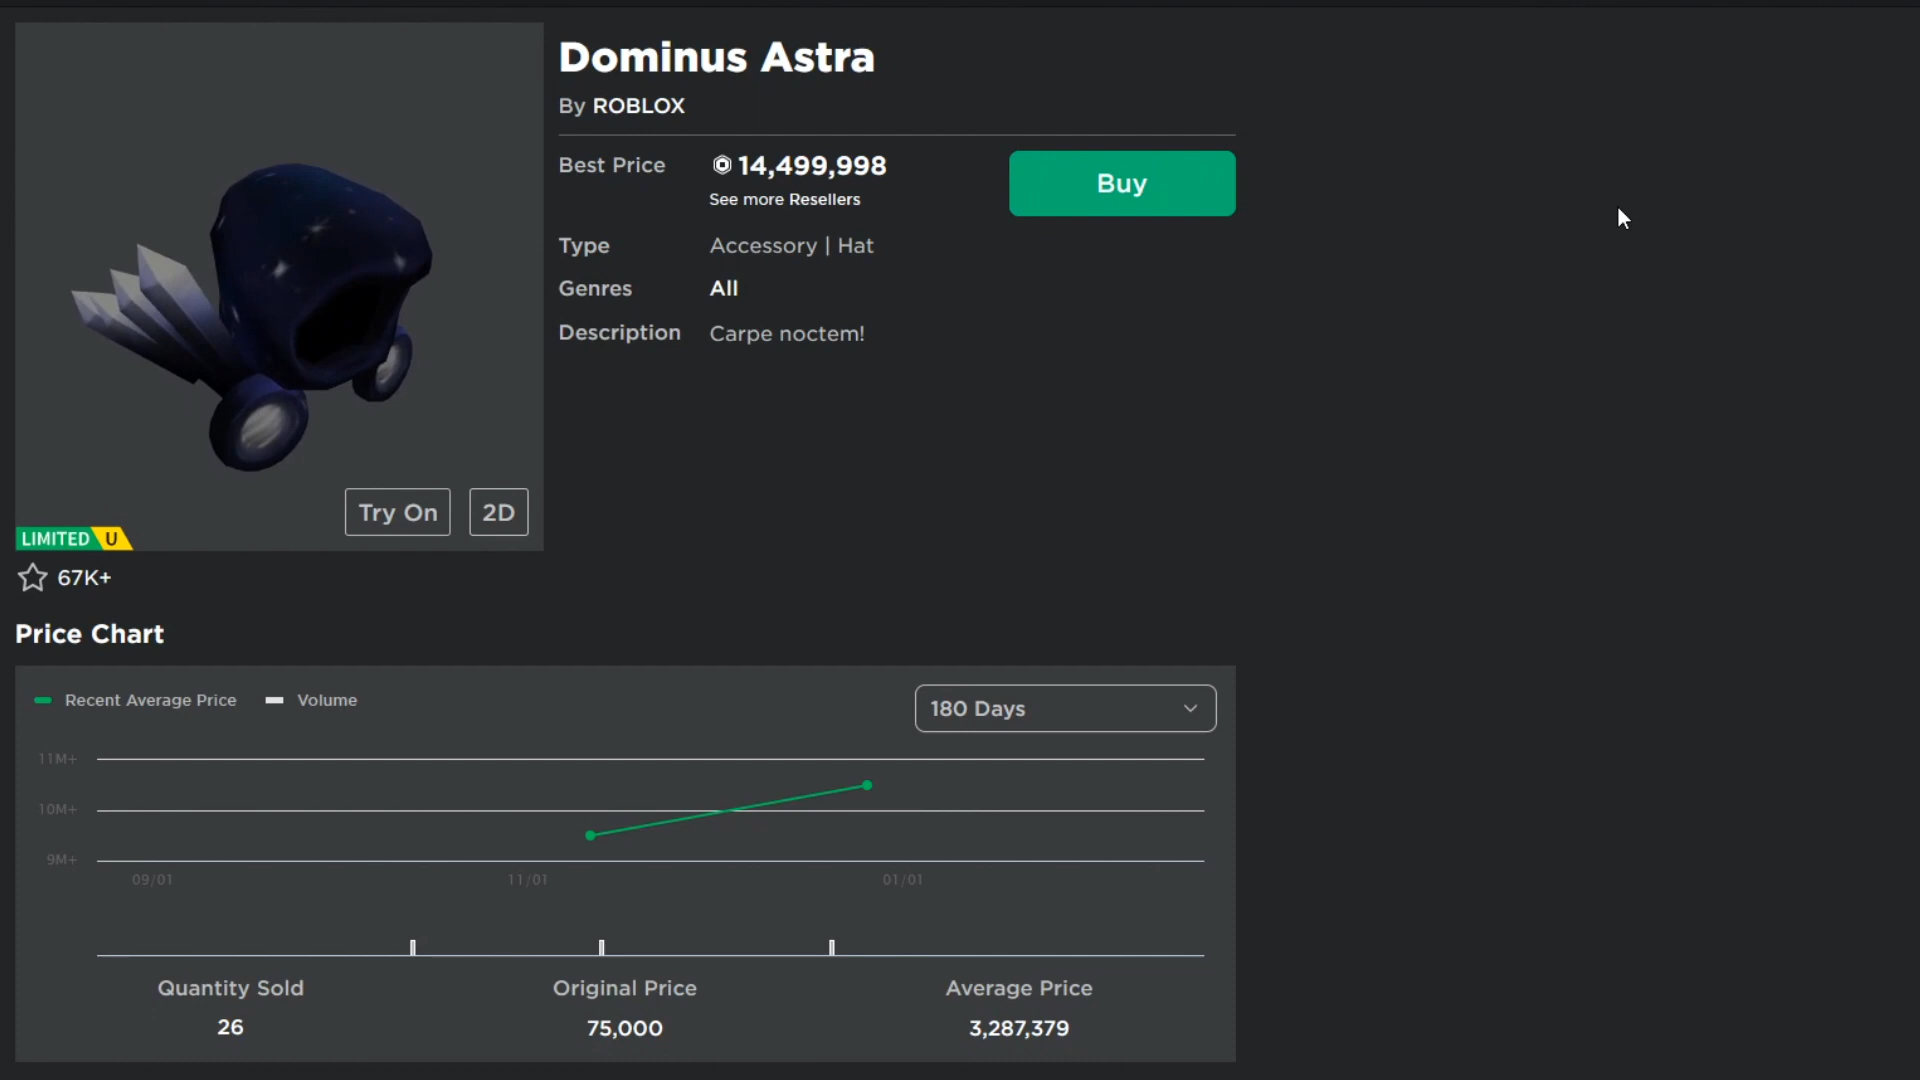 Dominus Astra
By ROBLOX
Best Price 14,499,998
See more Resellers
Buy
Type Accessory | Hat
Genres All
Description Carpe noctem!
Try On 2D
LIMITED U
67K+
Price Chart
Recent Average Price Volume
180 Days
11M+
10M+
9M+
09/01 11/01 01/01
Quantity Sold Original Price Average Price
26 75,000 3,287,379